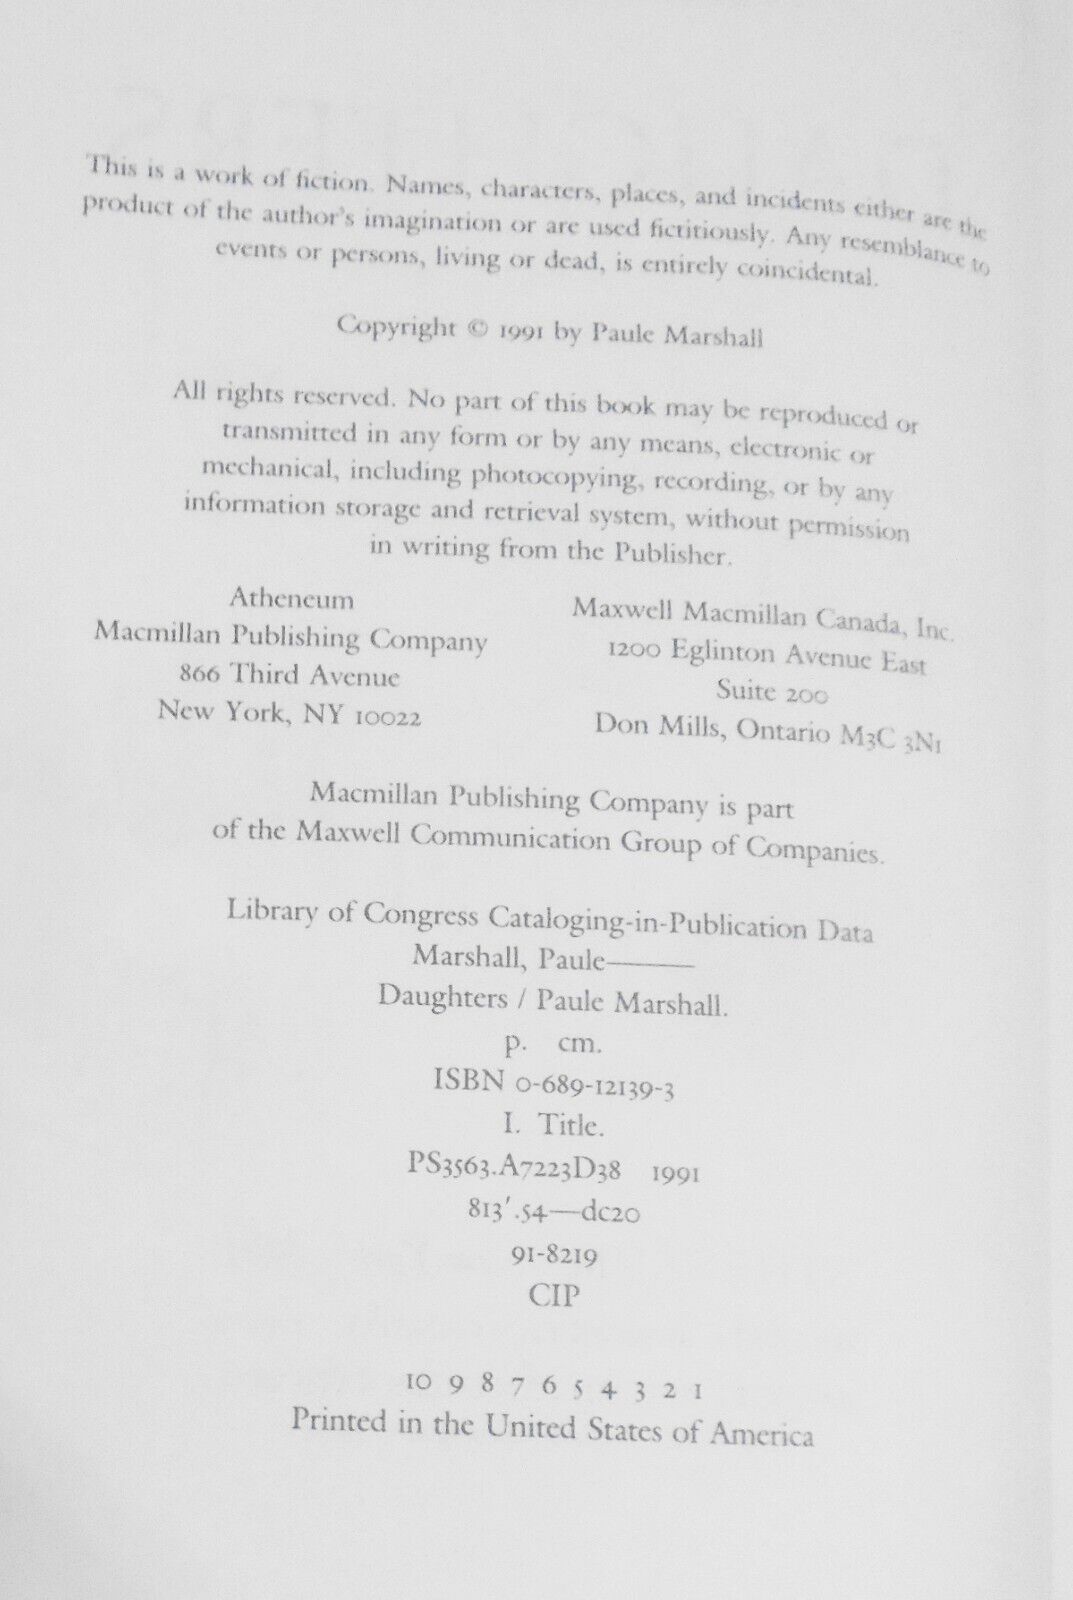 This is a work of fiction. Names, characters, places, and incidents either are the
product of the author's imagination or are used fictitiously. Any resemblance to
events or persons, living or dead, is entirely coincidental.
Copyright © 1991 by Paule Marshall
All rights reserved. No part of this book may be reproduced or
transmitted in any form or by any means, electronic or
mechanical, including photocopying, recording, or by any
information storage and retrieval system, without permission
in writing from the Publisher.
Atheneum
Macmillan Publishing Company
866 Third Avenue
New York, NY 10022
Maxwell Macmillan Canada, Inc.
1200 Eglinton Avenue East
Suite 200
Don Mills, Ontario M3C 3N1
Macmillan Publishing Company is part
of the Maxwell Communication Group of Companies.
Library of Congress Cataloging-in-Publication Data
Marshall, Paule———
Daughters / Paule Marshall.
p. cm.
ISBN 0-689-12139-3
I. Title.
PS3563.A7223D38 1991
813′.54—dc20
91-8219
CIP
10 9 8 7 6 5 4 3 2 1
Printed in the United States of America